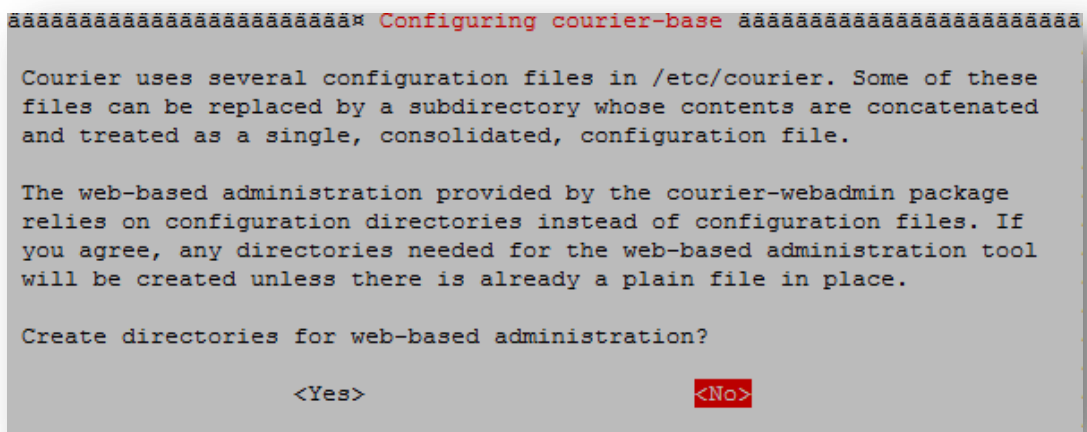 ääääääääääääääääääääääää¤ Configuring courier-base ääääääääääääääääääääääää
Courier uses several configuration files in /etc/courier. Some of these
files can be replaced by a subdirectory whose contents are concatenated
and treated as a single, consolidated, configuration file.
The web-based administration provided by the courier-webadmin package
relies on configuration directories instead of configuration files. If
you agree, any directories needed for the web-based administration tool
will be created unless there is already a plain file in place.
Create directories for web-based administration?
<Yes> <No>